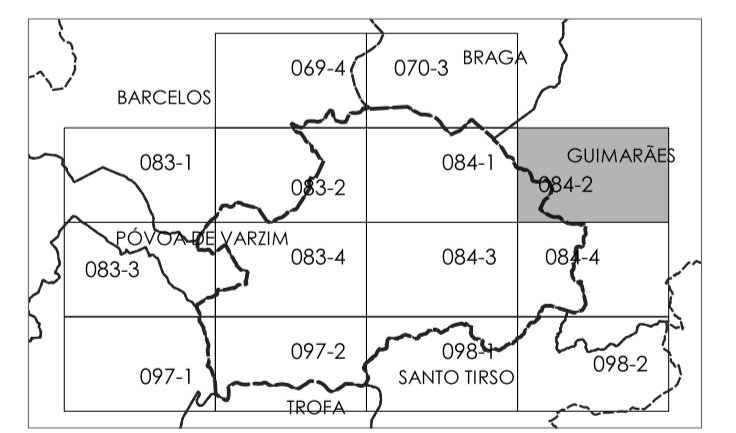 069-4
070-3
BRAGA
BARCELOS
083-1
083-2
084-1
GUIMARÃES
084-2
PÓVOA DE VARZIM
083-3
083-4
084-3
084-4
097-1
097-2
098-1
098-2
SANTO TIRSO
TROFA